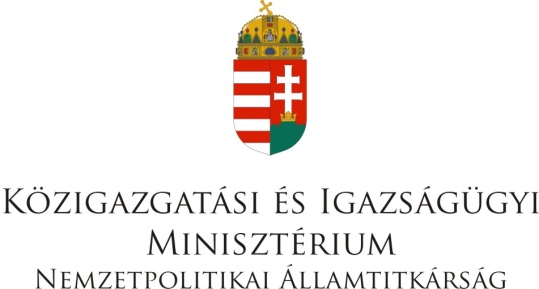 Közigazgatási és Igazságügyi
Minisztérium
Nemzetpolitikai Államtitkárság